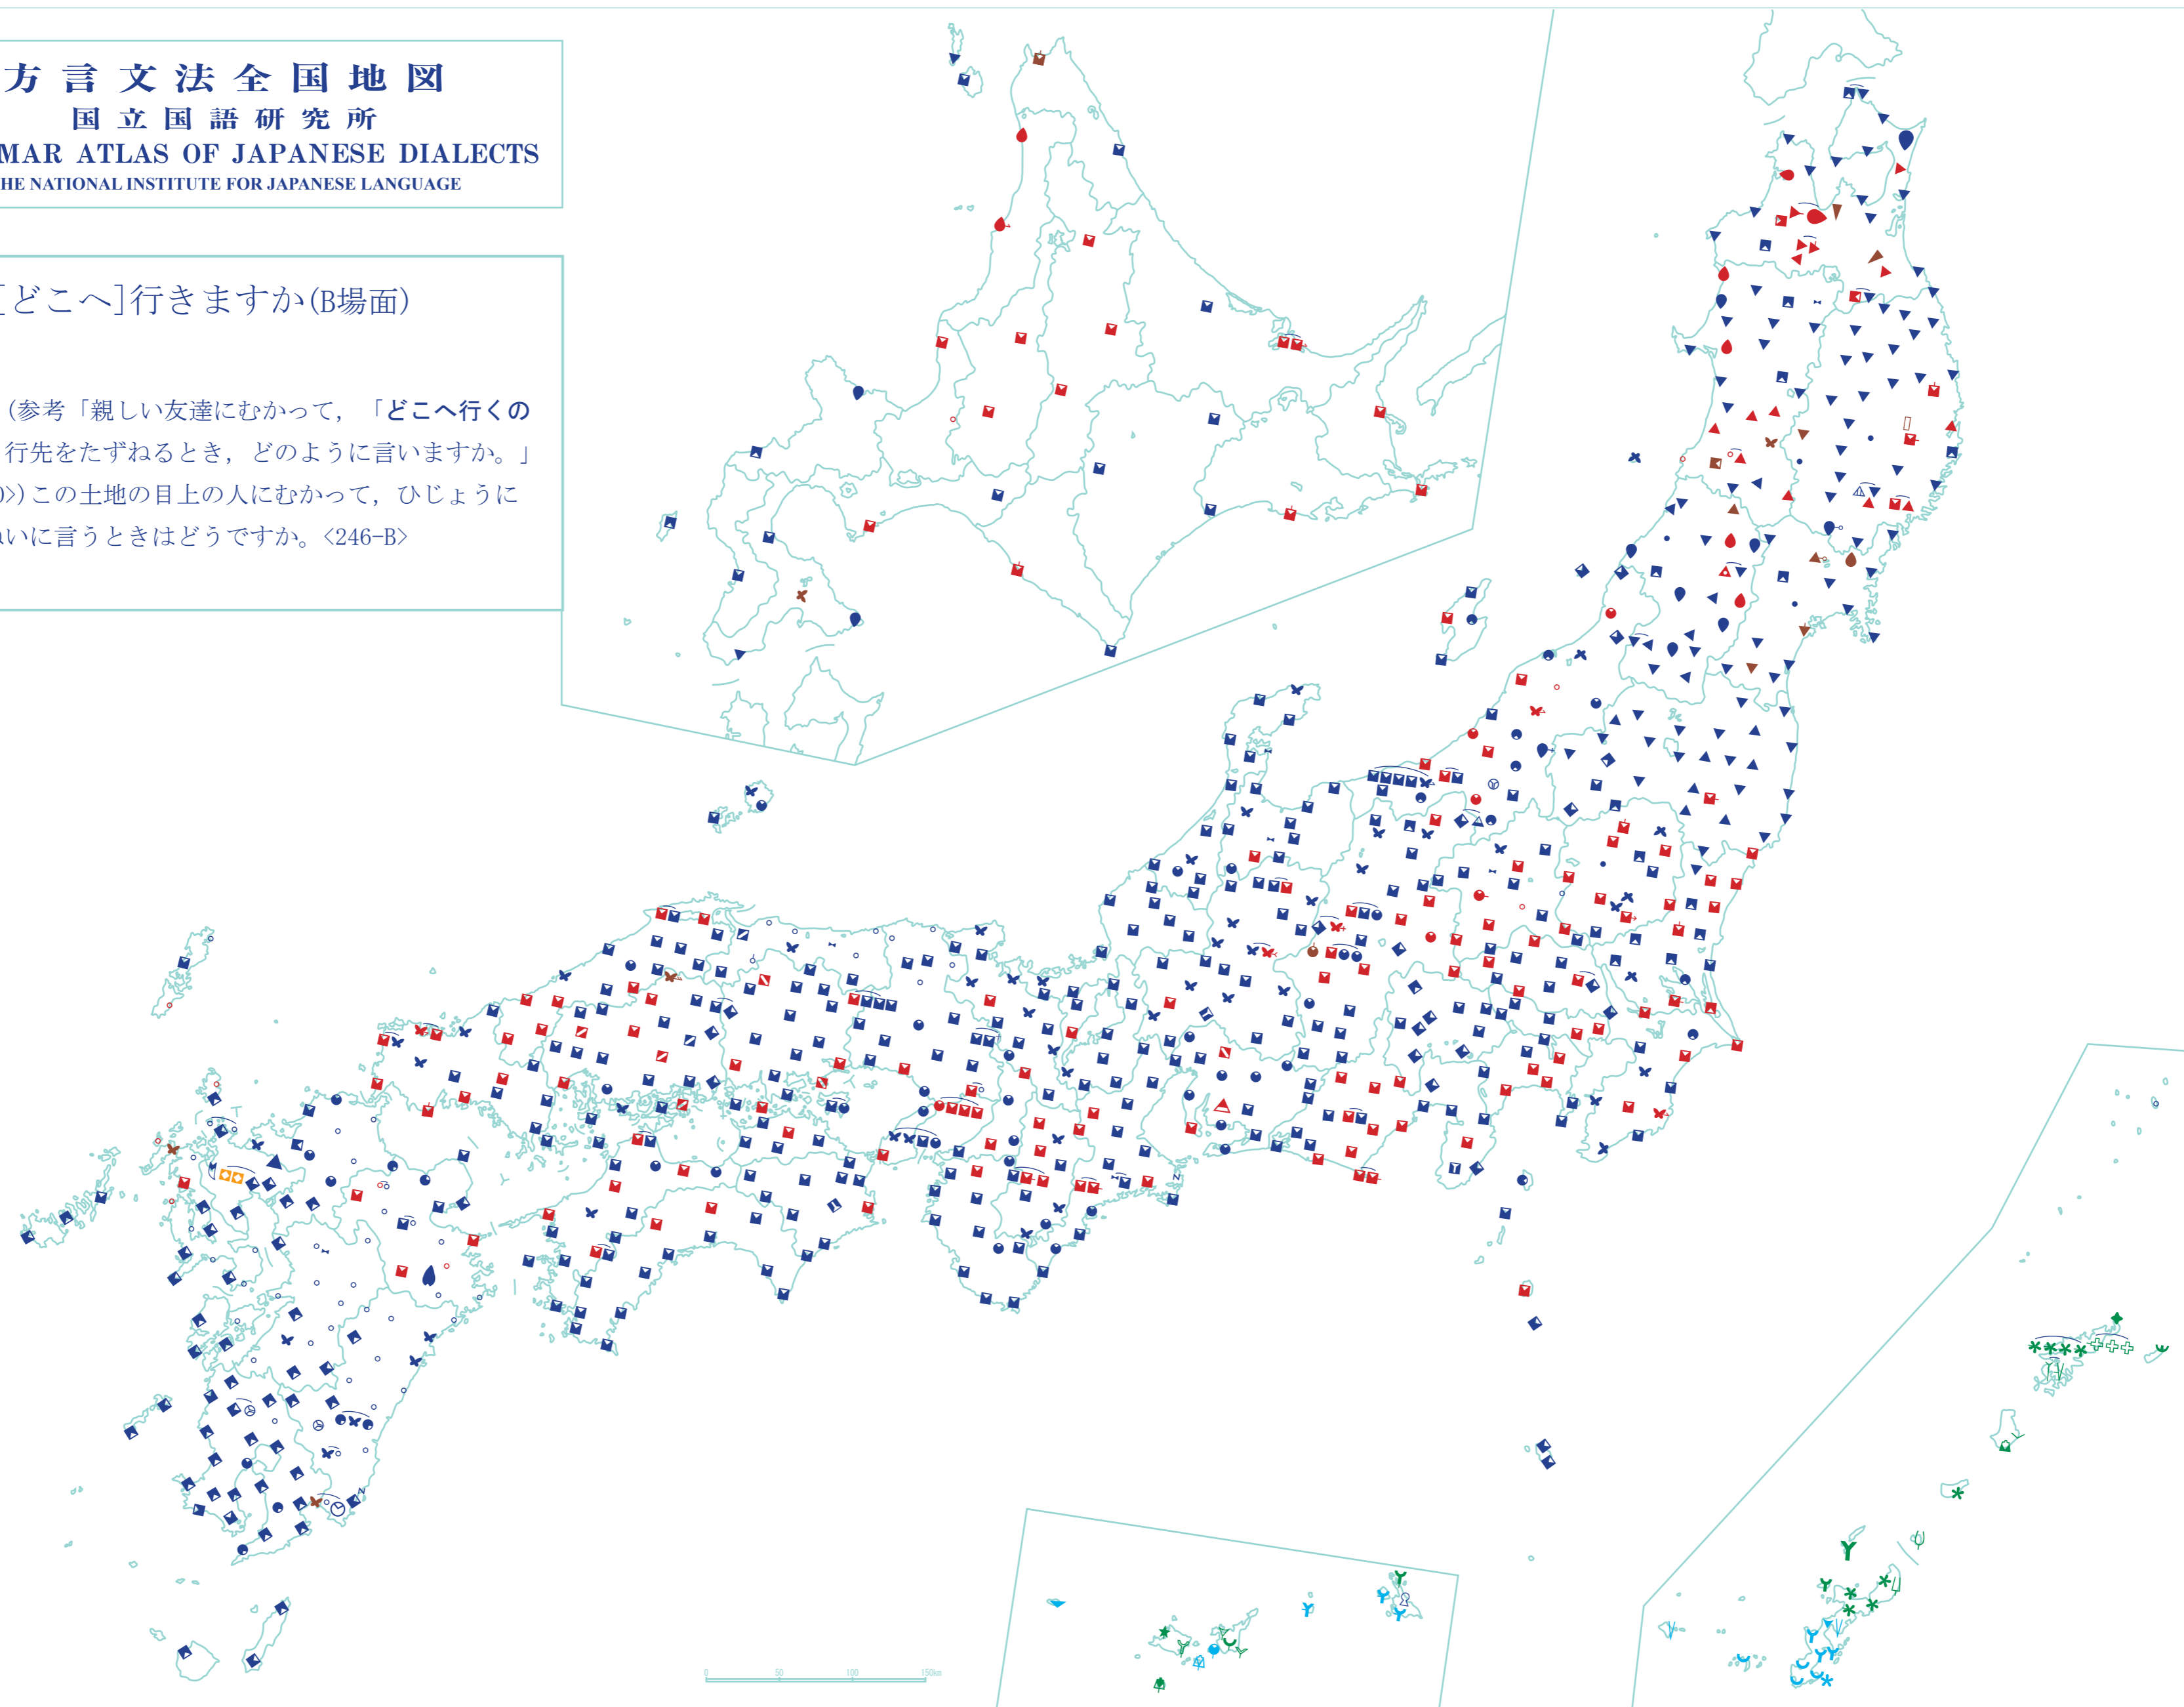 方言文法全国地図
国立国語研究所
MAR ATLAS OF JAPANESE DIALECTS
HE NATIONAL INSTITUTE FOR JAPANESE LANGUAGE
[どこへ]行きますか(B場面)
(参考「親しい友達にむかって，「どこへ行くの
行先をたずねるとき，どのように言いますか。」
0>)この土地の目上の人にむかって，ひじょうに
ねいに言うときはどうですか。<246-B>
0 50 100 150km